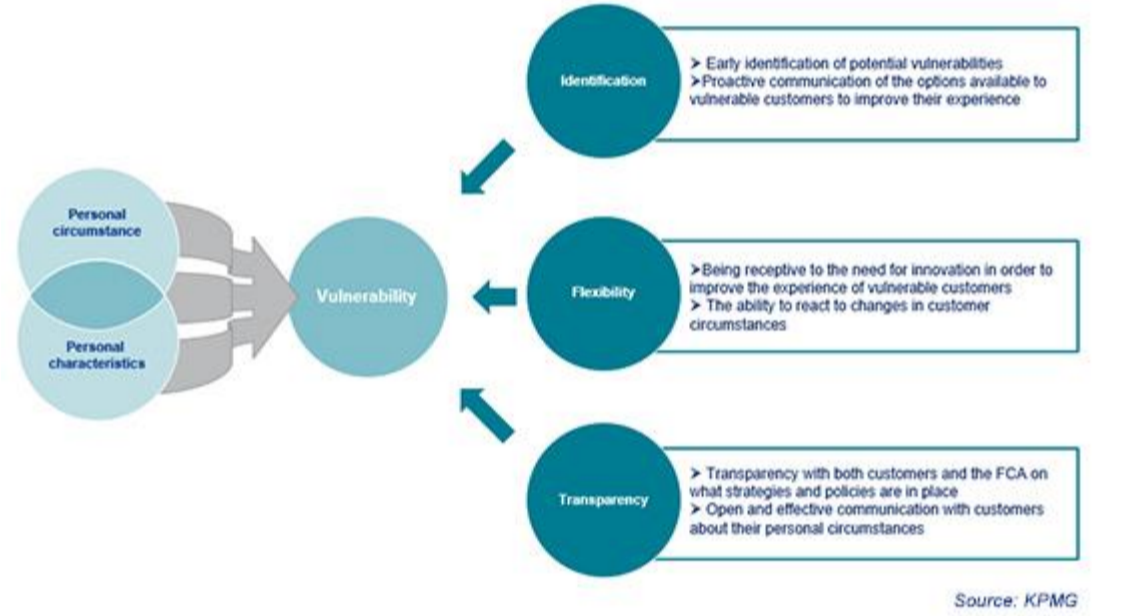 Personal
circumstance
Personal
characteristics
Vulnerability
Identification
➤ Early identification of potential vulnerabilities
➤Proactive communication of the options available to
vulnerable customers to improve their experience
Flexibility
➤Being receptive to the need for innovation in order to
improve the experience of vulnerable customers
➤ The ability to react to changes in customer
circumstances
Transparency
➤ Transparency with both customers and the FCA on
what strategies and policies are in place
➤ Open and effective communication with customers
about their personal circumstances
Source: KPMG